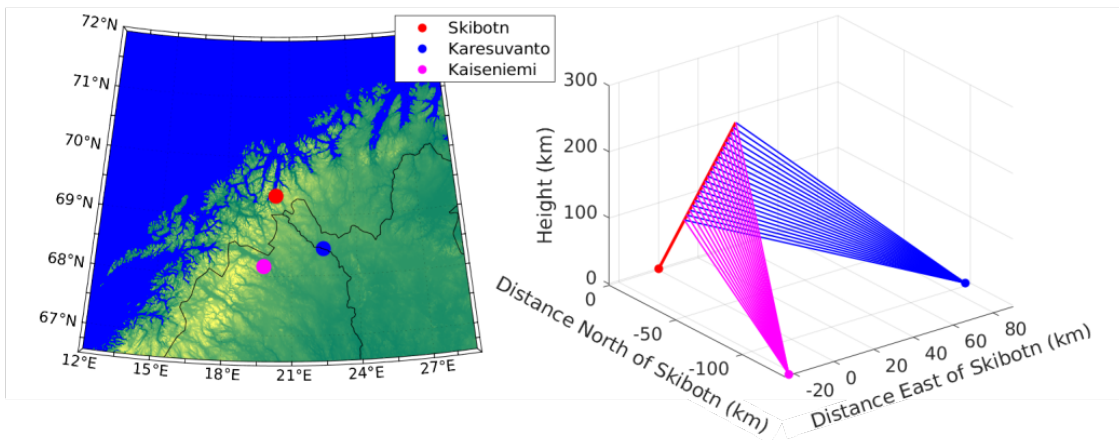 72°N
71°N
70°N
69°N
68°N
67°N
12°E
15°E
18°E
21°E
24°E
27°E
Skibotn
Karesuvanto
Kaiseniemi
300
200
100
0
Height (km)
0
-50
-100
Distance North of Skibotn (km)
-20
0
20
40
60
80
Distance East of Skibotn (km)